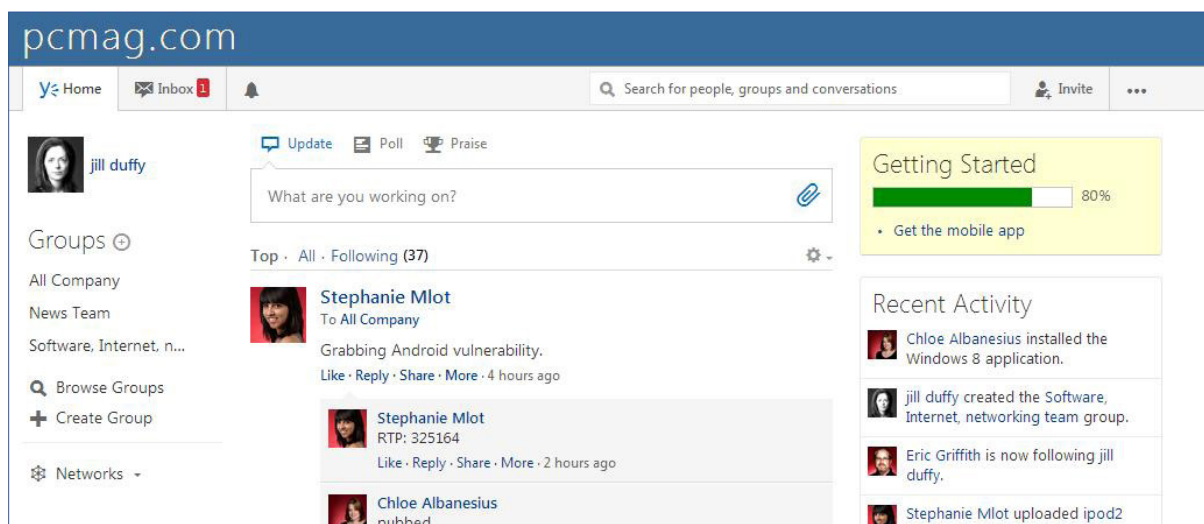 pcmag.com
Home
Inbox 1
Search for people, groups and conversations
Invite
jill duffy
Groups
All Company
News Team
Software, Internet, n...
Browse Groups
Create Group
Networks
Update Poll Praise
What are you working on?
Top · All · Following (37)
Stephanie Mlot
To All Company
Grabbing Android vulnerability.
Like · Reply · Share · More · 4 hours ago
Stephanie Mlot
RTP: 325164
Like · Reply · Share · More · 2 hours ago
Chloe Albanesius
pubbed
Getting Started
80%
• Get the mobile app
Recent Activity
Chloe Albanesius installed the
Windows 8 application.
jill duffy created the Software,
Internet, networking team group.
Eric Griffith is now following jill
duffy.
Stephanie Mlot uploaded ipod2